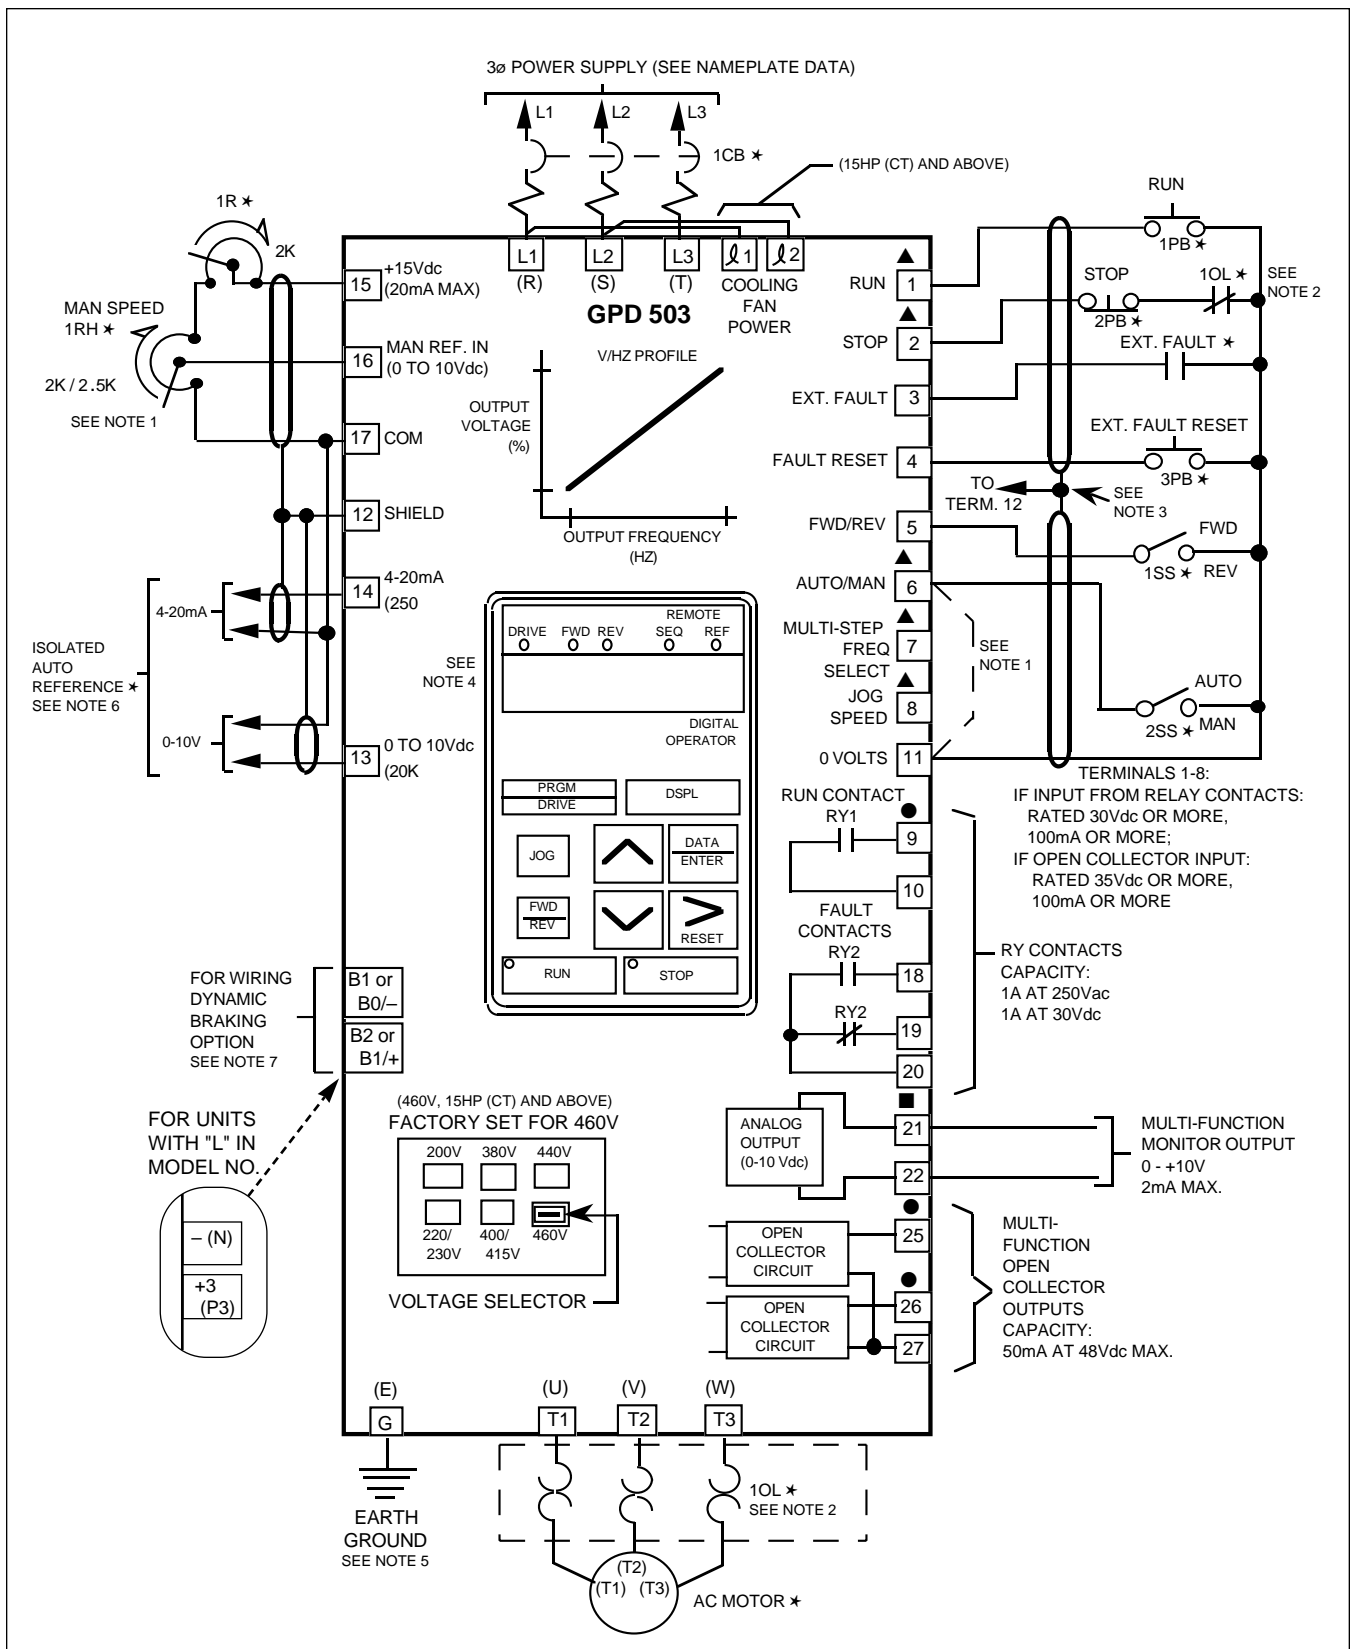 3ø POWER SUPPLY (SEE NAMEPLATE DATA)
L1
L2
L3
1CB ★
(15HP (CT) AND ABOVE)
1R ★
2K
MAN SPEED
1RH ★
2K / 2.5K
SEE NOTE 1
L1
L2
L3
ℓ1
ℓ2
(R)
(S)
(T)
COOLING
FAN
POWER
GPD 503
15
+15Vdc
(20mA MAX)
16
MAN REF. IN
(0 TO 10Vdc)
17
COM
12
SHIELD
14
4-20mA
(250
13
0 TO 10Vdc
(20K
4-20mA
0-10V
ISOLATED
AUTO
REFERENCE ★
SEE NOTE 6
V/HZ PROFILE
OUTPUT
VOLTAGE
(%)
OUTPUT FREQUENCY
(HZ)
SEE
NOTE 4
REMOTE
DRIVE FWD REV SEQ REF
DIGITAL
OPERATOR
PRGM
DRIVE
DSPL
JOG
DATA
ENTER
FWD
REV
RESET
RUN
STOP
RUN
1
STOP
2
EXT. FAULT
3
FAULT RESET
4
FWD/REV
5
AUTO/MAN
6
MULTI-STEP
FREQ
SELECT
7
JOG
SPEED
8
0 VOLTS
11
RUN
1PB ★
STOP
2PB ★
1OL ★
SEE
NOTE 2
EXT. FAULT ★
EXT. FAULT RESET
3PB ★
TO
TERM. 12
SEE
NOTE 3
FWD
1SS ★ REV
SEE
NOTE 1
AUTO
2SS ★ MAN
TERMINALS 1-8:
IF INPUT FROM RELAY CONTACTS:
RATED 30Vdc OR MORE,
100mA OR MORE;
IF OPEN COLLECTOR INPUT:
RATED 35Vdc OR MORE,
100mA OR MORE
RUN CONTACT
RY1
9
10
FAULT
CONTACTS
RY2
18
RY2
19
20
RY CONTACTS
CAPACITY:
1A AT 250Vac
1A AT 30Vdc
FOR WIRING
DYNAMIC
BRAKING
OPTION
SEE NOTE 7
B1 or
B0/–
B2 or
B1/+
FOR UNITS
WITH "L" IN
MODEL NO.
– (N)
+3
(P3)
(460V, 15HP (CT) AND ABOVE)
FACTORY SET FOR 460V
200V 380V 440V
220/
230V
400/
415V
460V
VOLTAGE SELECTOR
ANALOG
OUTPUT
(0-10 Vdc)
21
22
MULTI-FUNCTION
MONITOR OUTPUT
0 - +10V
2mA MAX.
OPEN
COLLECTOR
CIRCUIT
25
OPEN
COLLECTOR
CIRCUIT
26
27
MULTI-
FUNCTION
OPEN
COLLECTOR
OUTPUTS
CAPACITY:
50mA AT 48Vdc MAX.
(E)
G
(U)
(V)
(W)
T1
T2
T3
EARTH
GROUND
SEE NOTE 5
1OL ★
SEE NOTE 2
(T2)
(T1) (T3)
AC MOTOR ★